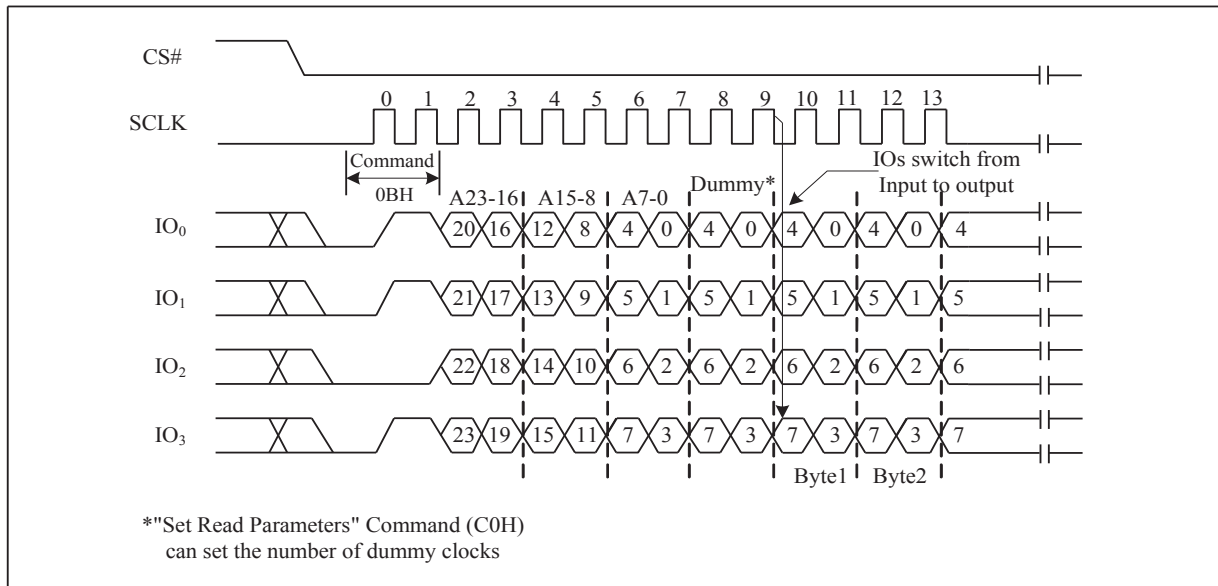 CS#
0 1 2 3 4 5 6 7 8 9 10 11 12 13
SCLK
Command
IOs switch from
Input to output
0BH
A23-16 A15-8 A7-0 Dummy*
IO0 20 16 12 8 4 0 4 0 4 0 4 0 4
IO1 21 17 13 9 5 1 5 1 5 1 5 1 5
IO2 22 18 14 10 6 2 6 2 6 2 6 2 6
IO3 23 19 15 11 7 3 7 3 7 3 7 3 7
Byte1 Byte2
*"Set Read Parameters" Command (C0H)
can set the number of dummy clocks